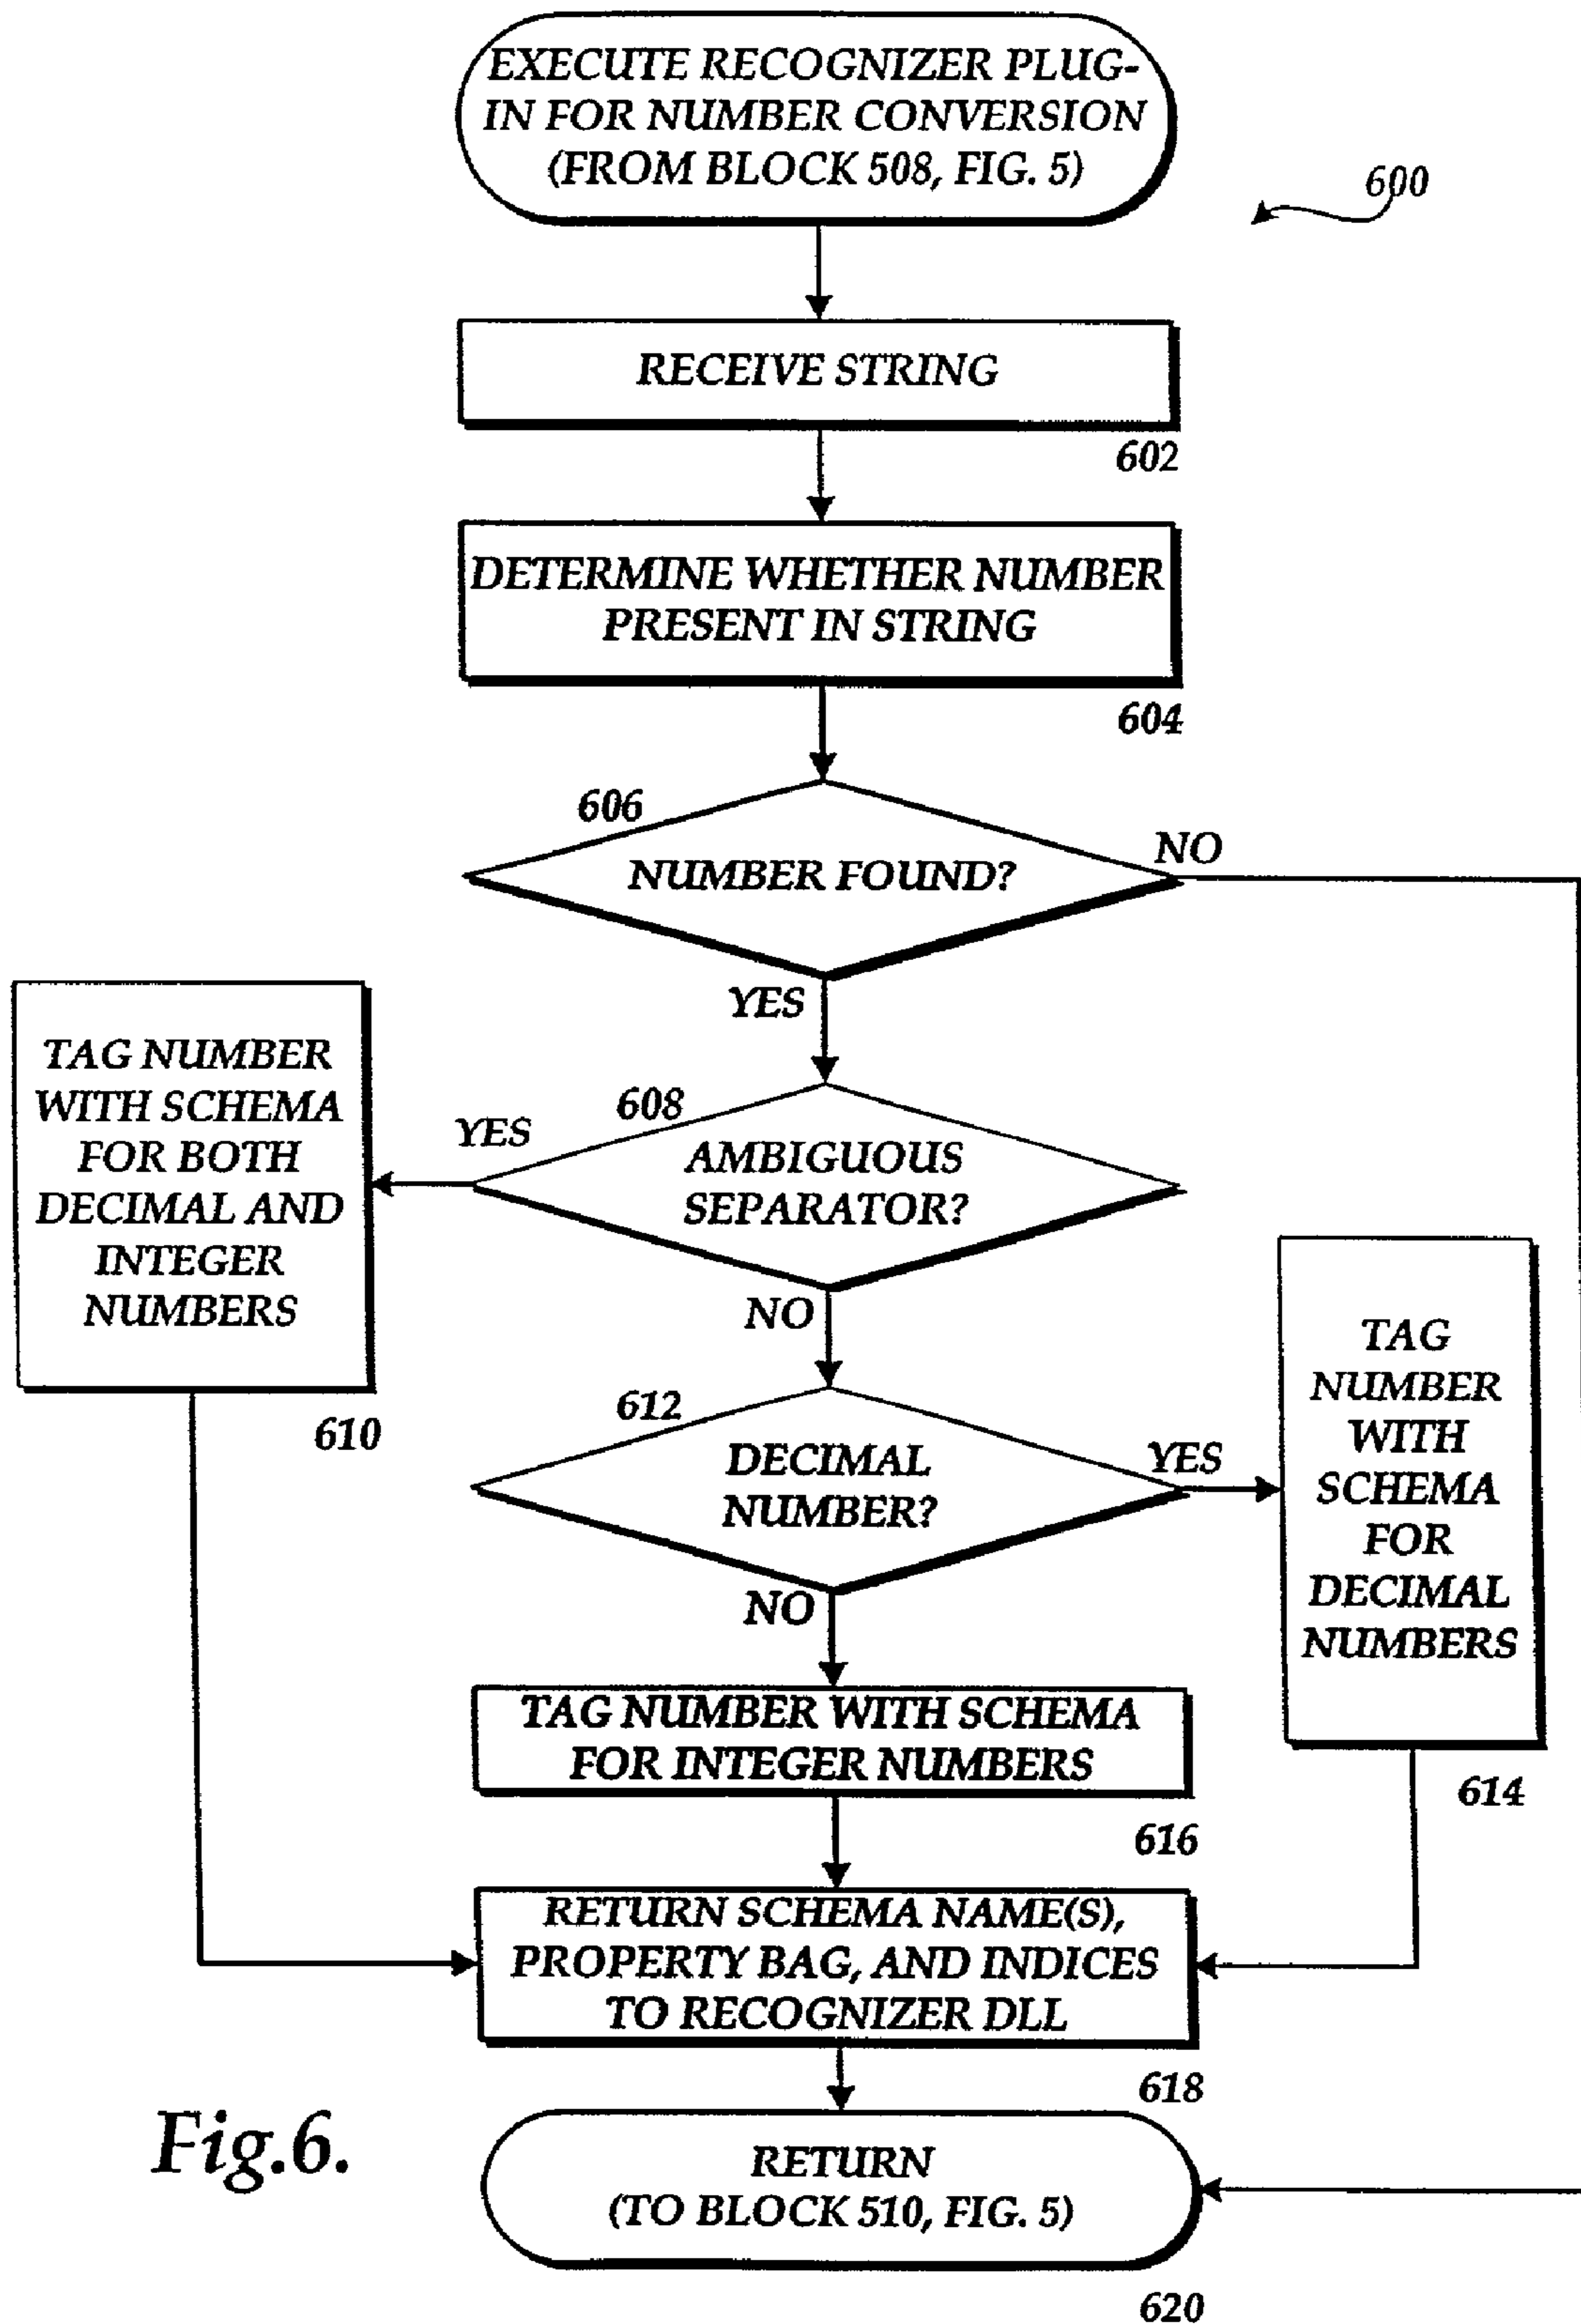 EXECUTE RECOGNIZER PLUG-
IN FOR NUMBER CONVERSION
(FROM BLOCK 508, FIG. 5)
600
RECEIVE STRING
602
DETERMINE WHETHER NUMBER
PRESENT IN STRING
604
606
NUMBER FOUND?
NO
YES
TAG NUMBER
WITH SCHEMA
FOR BOTH
DECIMAL AND
INTEGER
NUMBERS
610
YES
608
AMBIGUOUS
SEPARATOR?
NO
612
DECIMAL
NUMBER?
YES
TAG
NUMBER
WITH
SCHEMA
FOR
DECIMAL
NUMBERS
614
NO
TAG NUMBER WITH SCHEMA
FOR INTEGER NUMBERS
616
RETURN SCHEMA NAME(S),
PROPERTY BAG, AND INDICES
TO RECOGNIZER DLL
618
RETURN
(TO BLOCK 510, FIG. 5)
620
Fig.6.